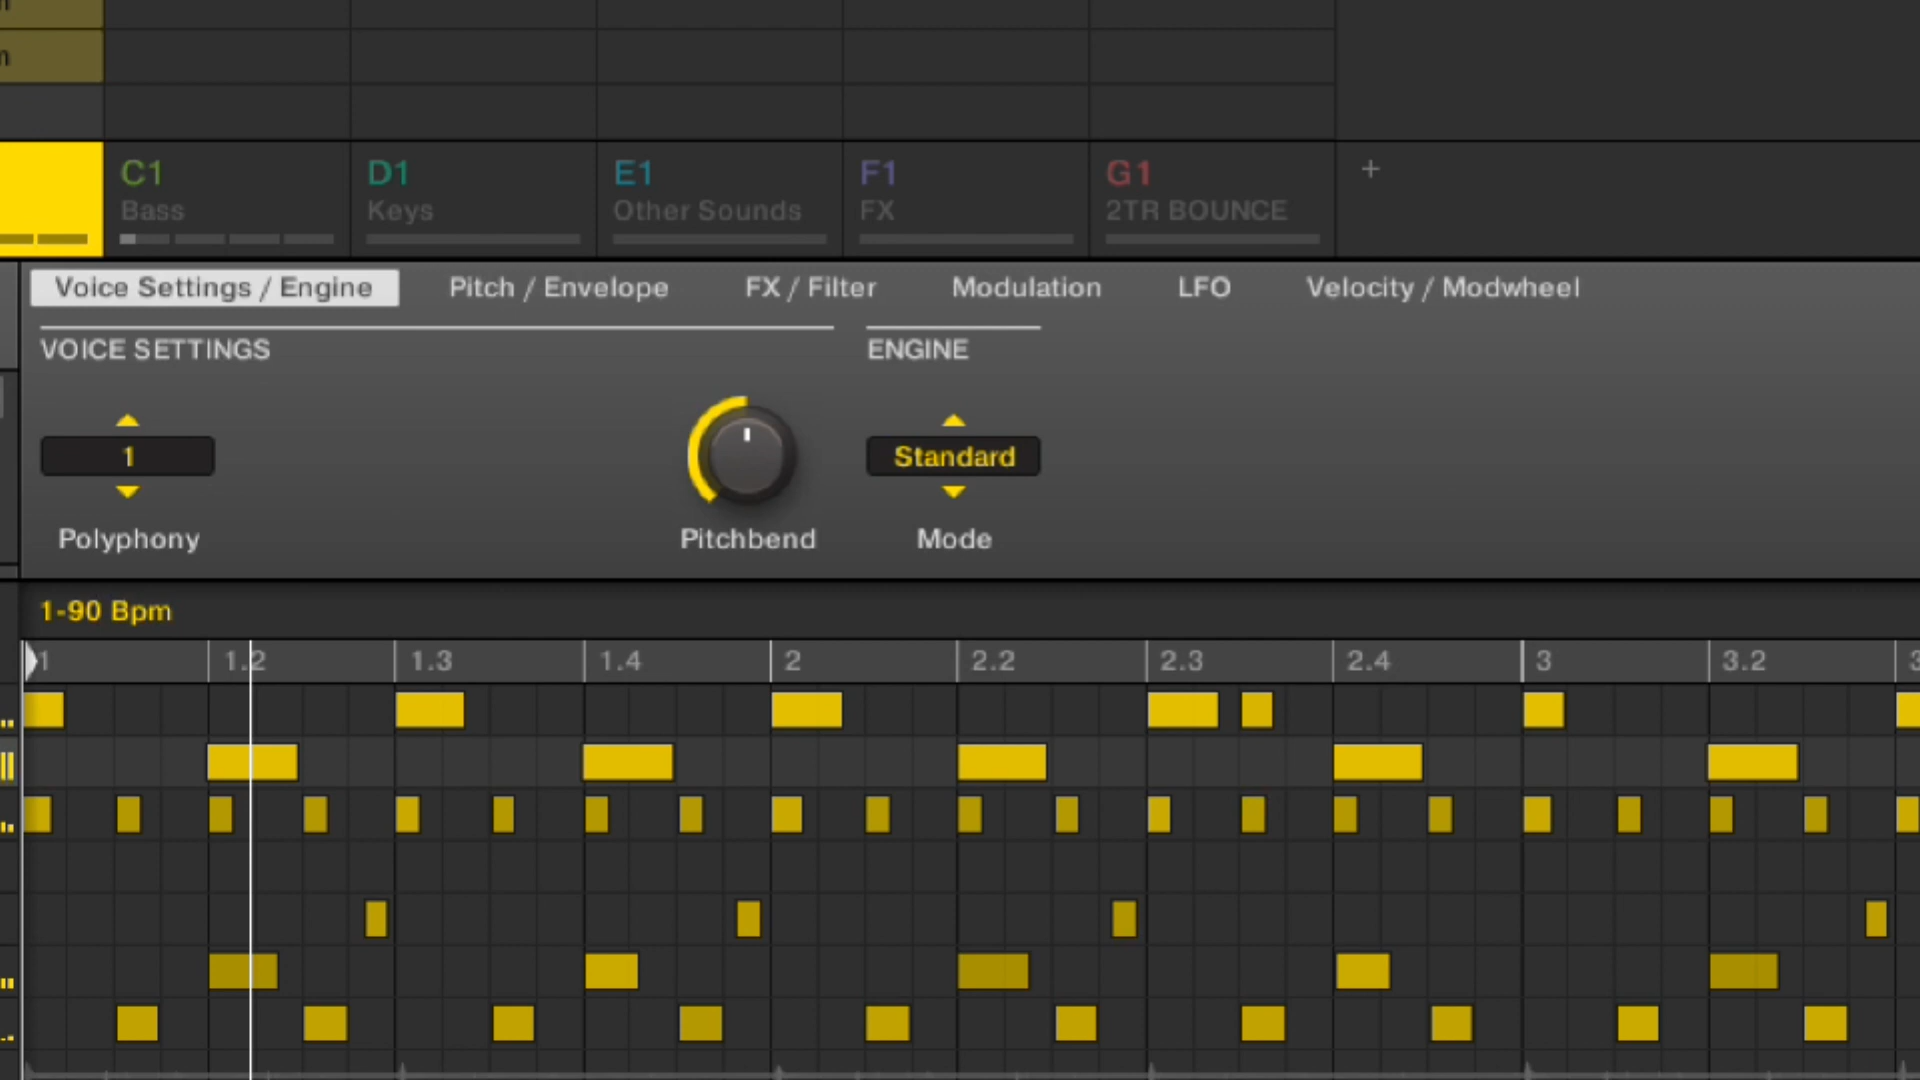 C1
Bass
D1
Keys
E1
Other Sounds
F1
FX
G1
2TR BOUNCE
+
Voice Settings / Engine
Pitch / Envelope
FX / Filter
Modulation
LFO
Velocity / Modwheel
VOICE SETTINGS
ENGINE
1
Standard
Polyphony
Pitchbend
Mode
1-90 Bpm
1
1.2
1.3
1.4
2
2.2
2.3
2.4
3
3.2